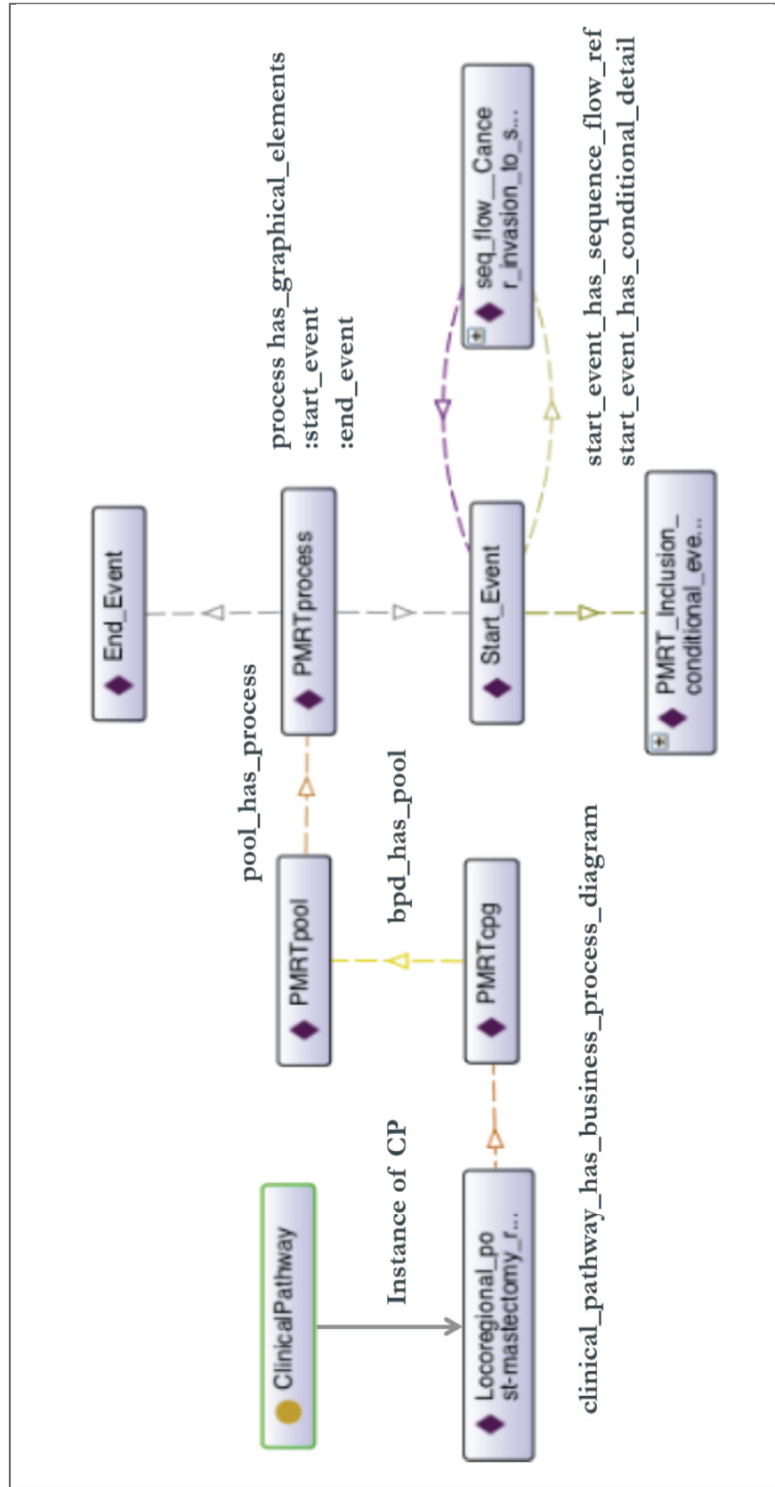 ClinicalPathway
Instance of CP
Locoregional_po
st-mastectomy_r...
clinical_pathway_has_business_process_diagram
PMRTpool
bpd_has_pool
PMRTcpg
pool_has_process
End_Event
PMRTprocess
Start_Event
PMRT_Inclusion_
conditional_eve...
process has_graphical_elements
:start_event
:end_event
seq_flow__Cance
r_invasion_to_s...
start_event_has_sequence_flow_ref
start_event_has_conditional_detail